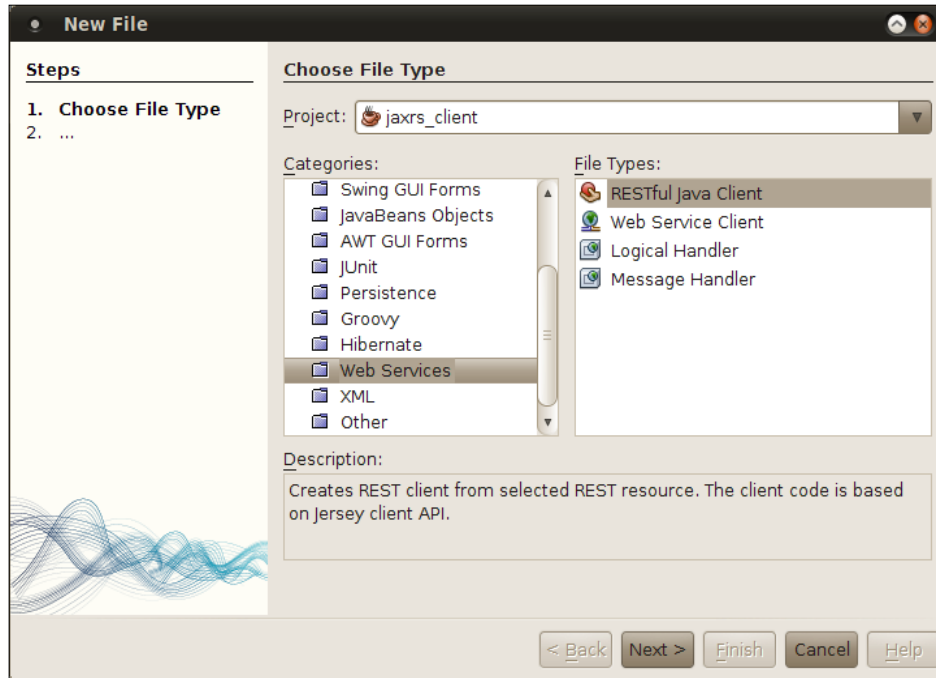 New File
Steps
1. Choose File Type
2. ...
Choose File Type
Project: jaxrs_client
Categories:
Swing GUI Forms
JavaBeans Objects
AWT GUI Forms
JUnit
Persistence
Groovy
Hibernate
Web Services
XML
Other
File Types:
RESTful Java Client
Web Service Client
Logical Handler
Message Handler
Description:
Creates REST client from selected REST resource. The client code is based
on Jersey client API.
< Back Next > Finish Cancel Help